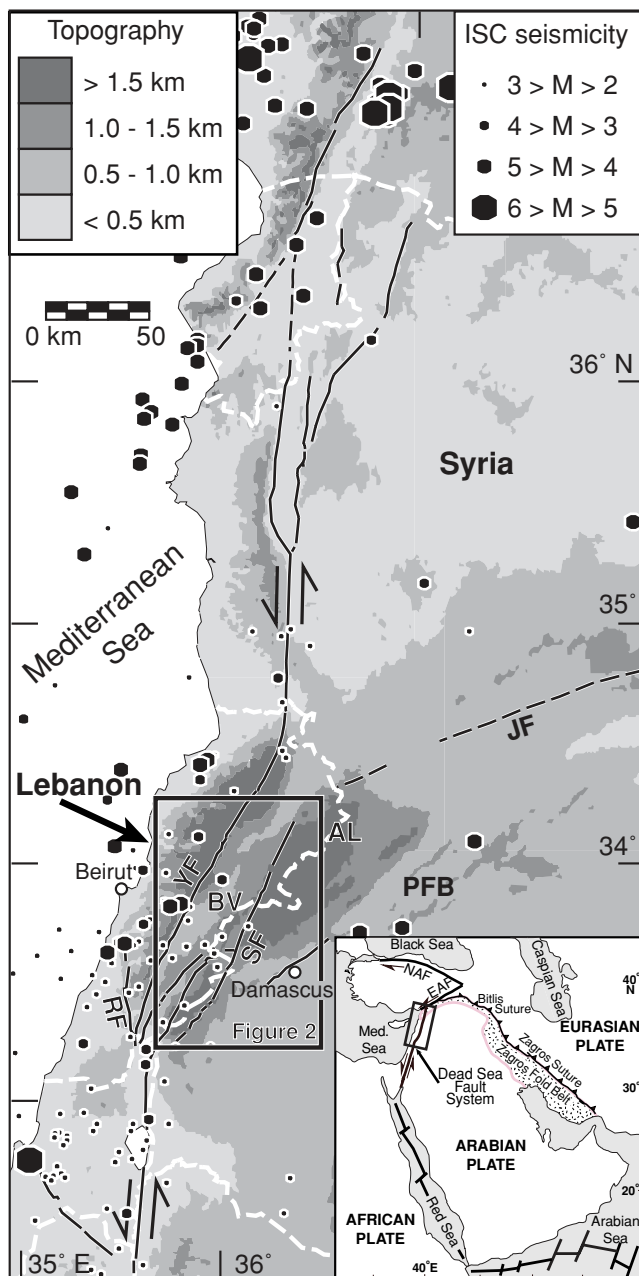 Topography
> 1.5 km
1.0 - 1.5 km
0.5 - 1.0 km
< 0.5 km
ISC seismicity
3 > M > 2
4 > M > 3
5 > M > 4
6 > M > 5
0 km 50
36° N
Syria
Mediterranean
Sea
35°
JF
Lebanon
AL
34°
YF
Beirut
BV
PFB
SF
Damascus
RF
Figure 2
35° E
36°
Black Sea
Caspian Sea
NAF
EAF
40°
N
Bitlis
Suture
EURASIAN
PLATE
Med.
Sea
Zagros Suture
Zagros Fold Belt
Dead Sea
Fault
System
30°
ARABIAN
PLATE
20°
AFRICAN
PLATE
Red Sea
Arabian
Sea
40°E